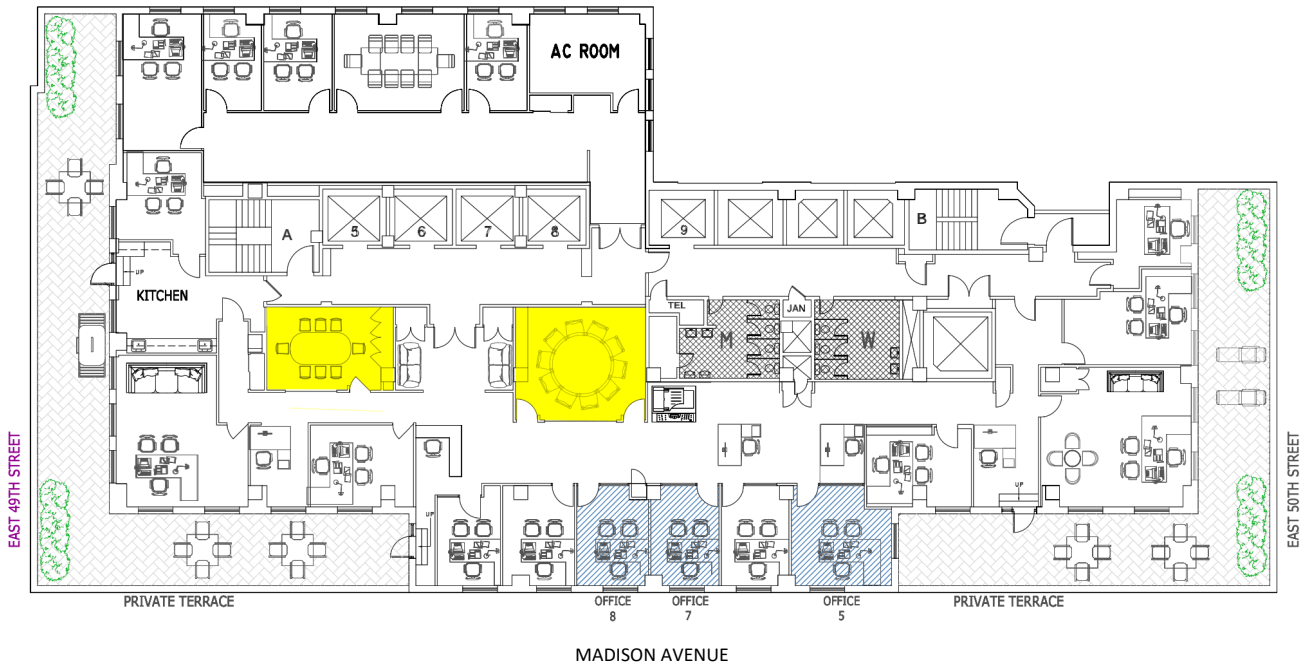 AC ROOM
A
5
6
7
8
9
B
UP
KITCHEN
TEL
JAN
M
W
UP
UP
EAST 49TH STREET
EAST 50TH STREET
PRIVATE TERRACE
OFFICE
8
OFFICE
7
OFFICE
5
PRIVATE TERRACE
MADISON AVENUE